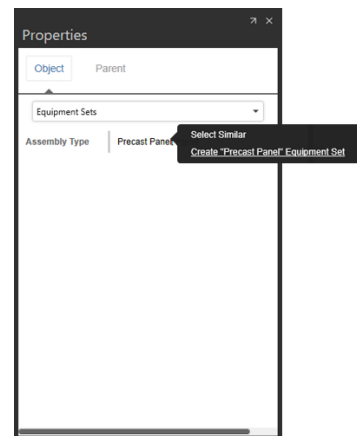 Properties
Object Parent
Equipment Sets
Assembly Type Precast Panel
Select Similar
Create "Precast Panel" Equipment Set